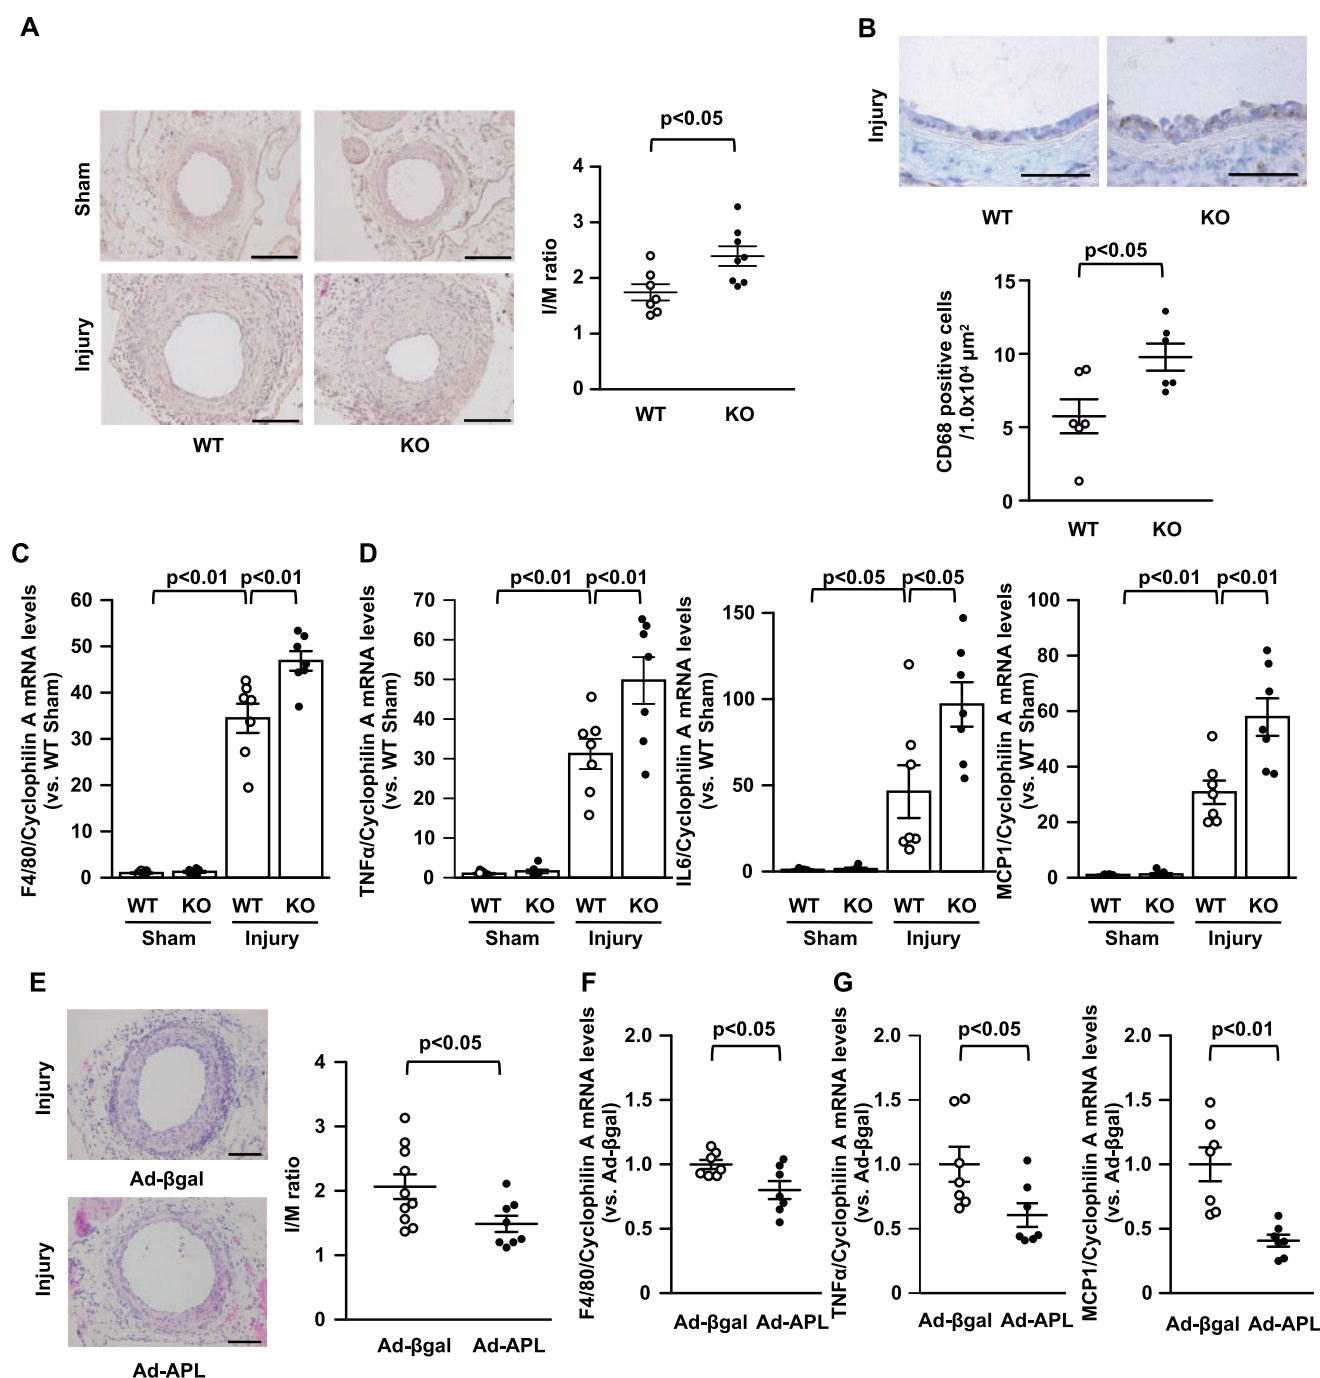 A
Sham
Injury
WT
KO
p<0.05
I/M ratio
4
3
2
1
0
WT
KO
B
Injury
WT
KO
p<0.05
CD68 positive cells
/1.0x10⁴ µm²
15
10
5
0
WT
KO
C
p<0.01
p<0.01
F4/80/Cyclophilin A mRNA levels
(vs. WT Sham)
60
50
40
30
20
10
0
WT KO WT KO
Sham Injury
D
p<0.01
p<0.01
TNFα/Cyclophilin A mRNA levels
(vs. WT Sham)
70
60
50
40
30
20
10
0
WT KO WT KO
Sham Injury
p<0.05
p<0.05
IL6/Cyclophilin A mRNA levels
(vs. WT Sham)
150
100
50
0
WT KO WT KO
Sham Injury
p<0.01
p<0.01
MCP1/Cyclophilin A mRNA levels
(vs. WT Sham)
100
80
60
40
20
0
WT KO WT KO
Sham Injury
E
Injury
Ad-βgal
Injury
Ad-APL
p<0.05
I/M ratio
4
3
2
1
0
Ad-βgal Ad-APL
F
p<0.05
F4/80/Cyclophilin A mRNA levels
(vs. Ad-βgal)
2.0
1.5
1.0
0.5
0
Ad-βgal Ad-APL
G
p<0.05
TNFα/Cyclophilin A mRNA levels
(vs. Ad-βgal)
2.0
1.5
1.0
0.5
0
Ad-βgal Ad-APL
p<0.01
MCP1/Cyclophilin A mRNA levels
(vs. Ad-βgal)
2.0
1.5
1.0
0.5
0
Ad-βgal Ad-APL